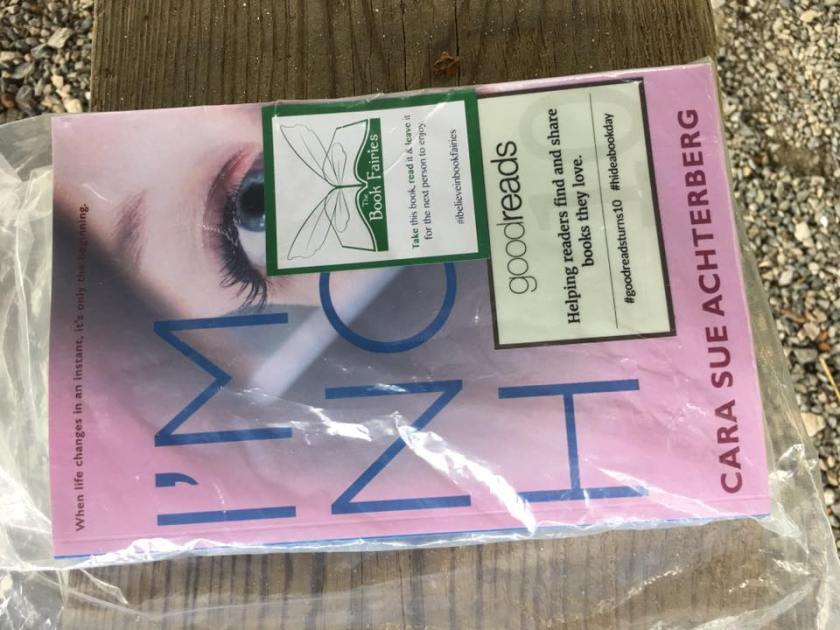 When life changes in an instant, it's only the beginning.
I'M
NO
H
The
Book Fairies
Take this book, read it & leave it
for the next person to enjoy.
#ibelieveinbookfairies
goodreads
Helping readers find and share
books they love.
#goodreadsturns10 #hideabookday
CARA SUE ACHTERBERG